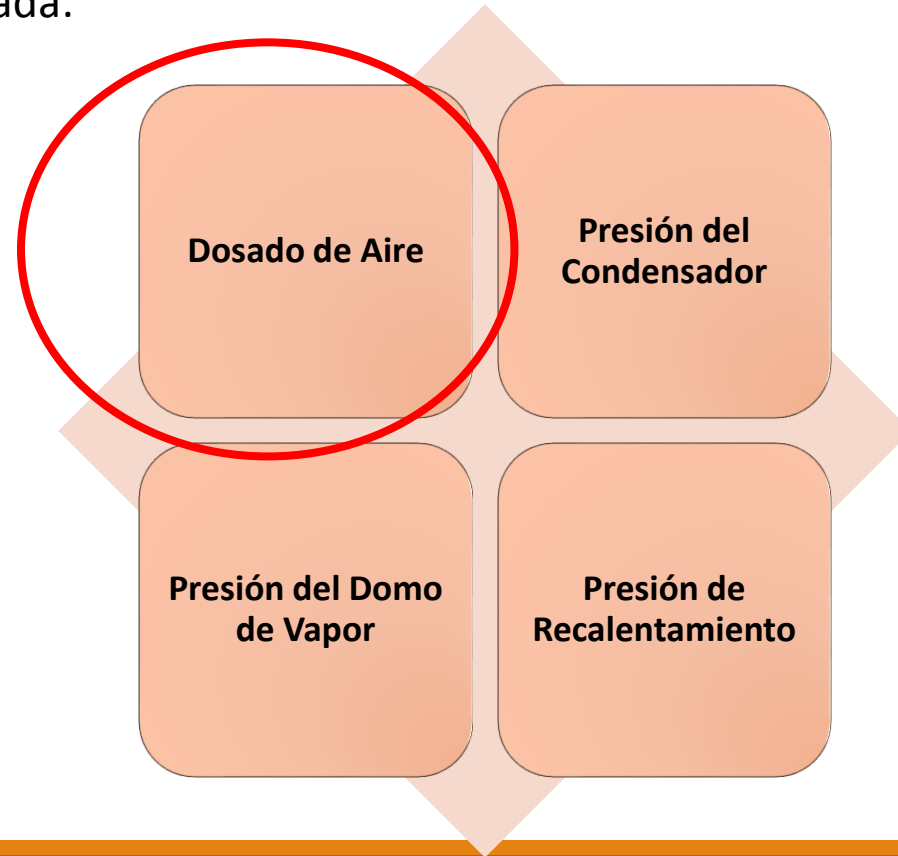 Dosado de Aire
Presión del
Condensador
Presión del Domo
de Vapor
Presión de
Recalentamiento